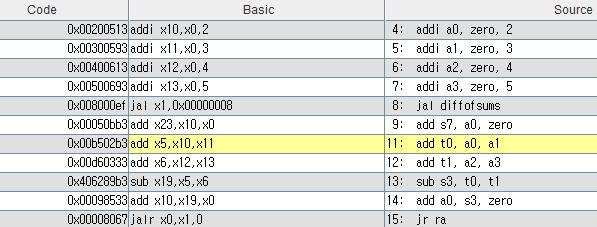 Code Basic Source
0x00200513 addi x10,x0,2 4: addi a0, zero, 2
0x00300593 addi x11,x0,3 5: addi a1, zero, 3
0x00400613 addi x12,x0,4 6: addi a2, zero, 4
0x00500693 addi x13,x0,5 7: addi a3, zero, 5
0x008000ef jal x1,0x00000008 8: jal diffofsums
0x00050bb3 add x23,x10,x0 9: add s7, a0, zero
0x00b502b3 add x5,x10,x11 11: add t0, a0, a1
0x00d60333 add x6,x12,x13 12: add t1, a2, a3
0x406289b3 sub x19,x5,x6 13: sub s3, t0, t1
0x00098533 add x10,x19,x0 14: add a0, s3, zero
0x00008067 jalr x0,x1,0 15: jr ra